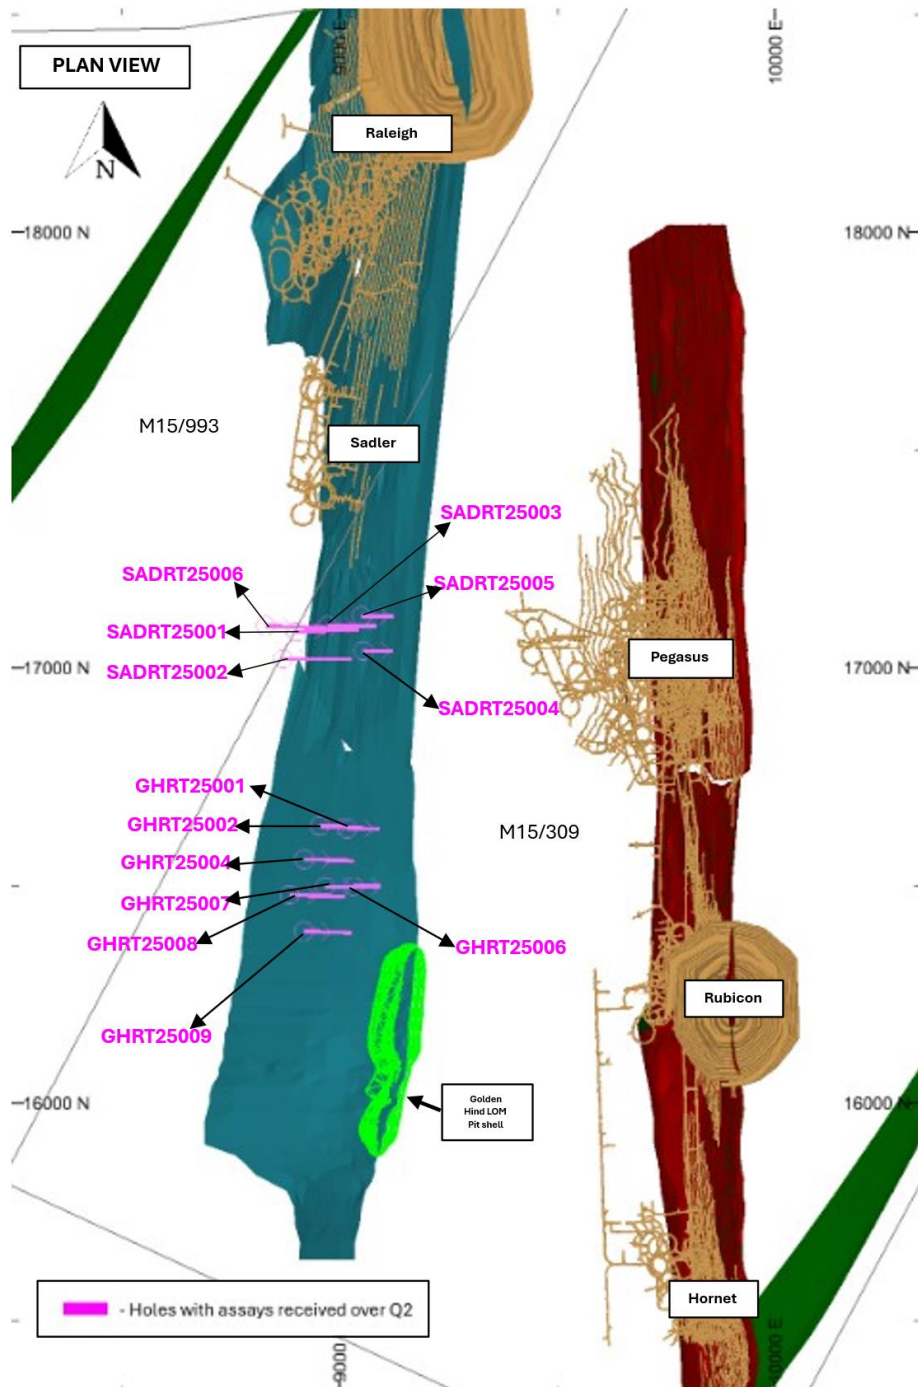 9000 E
10000 E
PLAN VIEW
Raleigh
N
18000 N
18000 N
M15/993
Sadler
SADRT25003
SADRT25006
SADRT25005
SADRT25001
SADRT25002
17000 N
17000 N
Pegasus
SADRT25004
GHRT25001
GHRT25002
M15/309
GHRT25004
GHRT25007
GHRT25008
GHRT25006
Rubicon
GHRT25009
16000 N
16000 N
Golden
Hind LOM
Pit shell
Hornet
- Holes with assays received over Q2
9000
10000 E